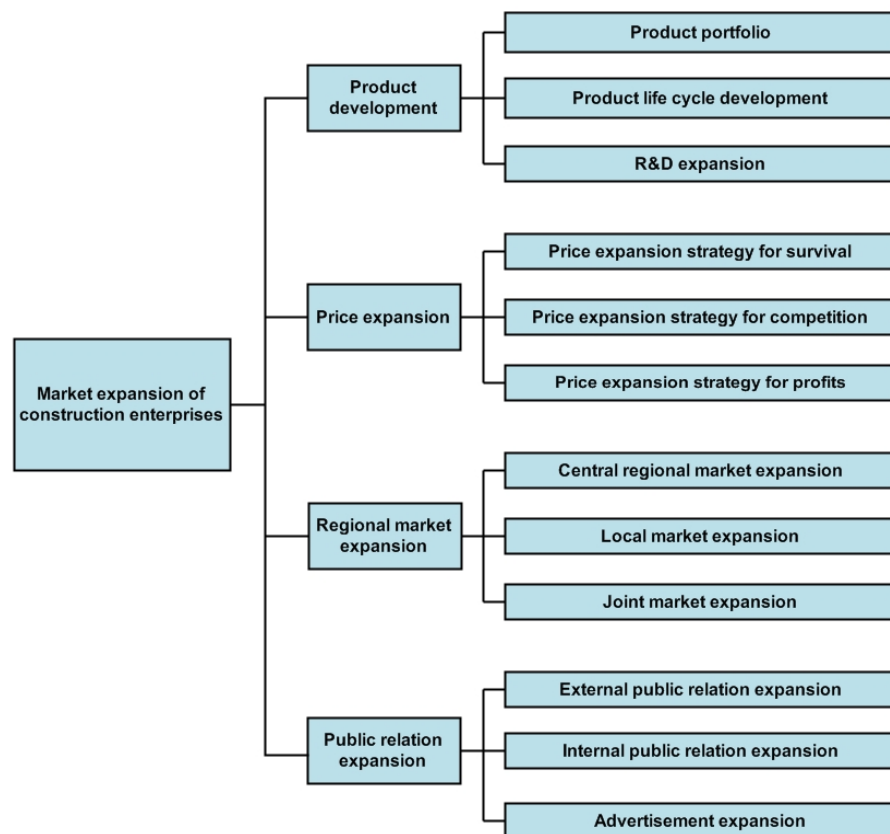 Product portfolio
Product
development
Product life cycle development
R&D expansion
Price expansion strategy for survival
Price expansion
Price expansion strategy for competition
Price expansion strategy for profits
Market expansion of
construction enterprises
Central regional market expansion
Regional market
expansion
Local market expansion
Joint market expansion
External public relation expansion
Public relation
expansion
Internal public relation expansion
Advertisement expansion